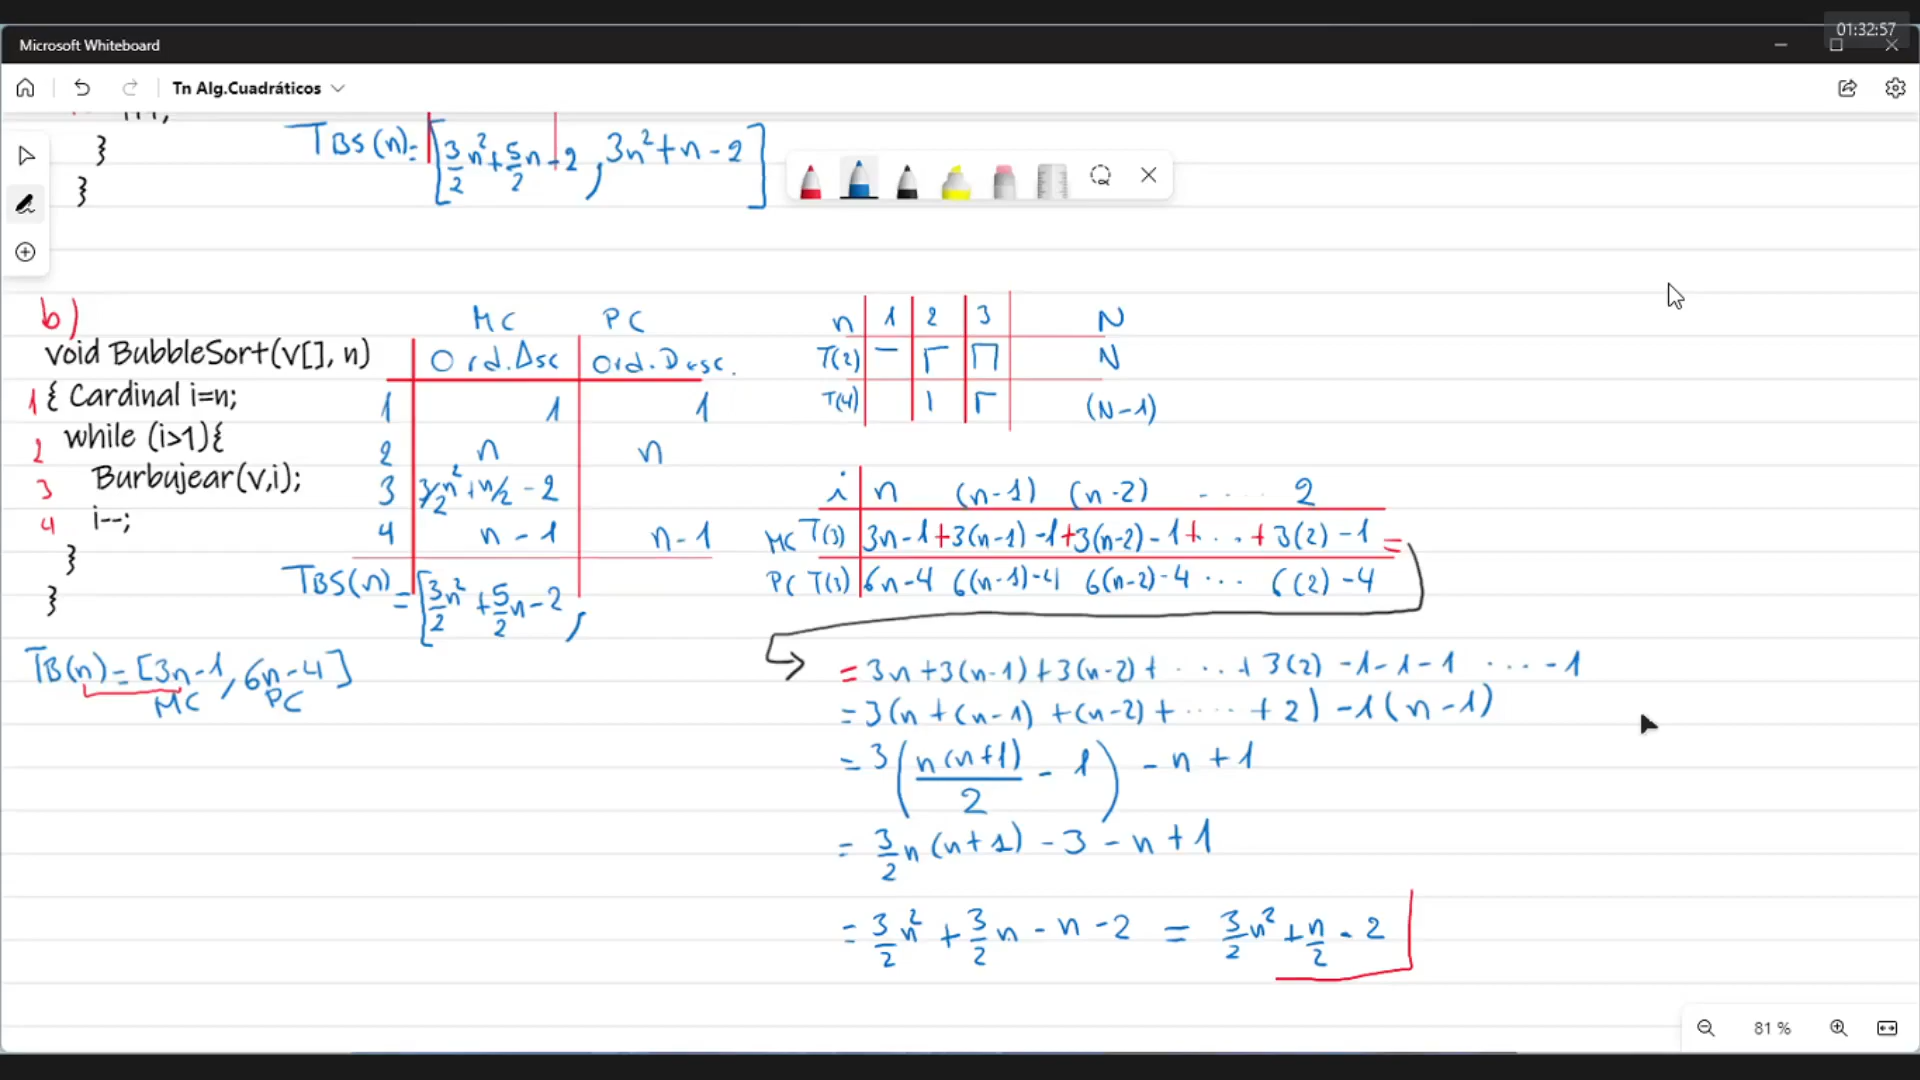 01:32:57
Microsoft Whiteboard
Tn Alg.Cuadráticos
}
}
TBS(n)= [3/2 n² + 5/2 n - 2 , 3n² + n - 2]
b)
void BubbleSort(v[], n)
1 { Cardinal i=n;
2 while (i>1){
3 Burbujear(v,i);
4 i--;
}
}
MC PC
Ord.Asc Ord.Desc.
1 1 1
2 n n
3 3/2 n² + n/2 - 2
4 n - 1 n - 1
TBS(n) = [3/2 n² + 5/2 n - 2 ,
TB(n) = [3n-1, 6n-4]
MC PC
n 1 2 3 N
T(2) N
T(4) (N-1)
i n (n-1) (n-2) ... 2
MC T(3) 3n-1 + 3(n-1) -1 + 3(n-2) - 1 + ... + 3(2) - 1 =
PC T(3) 6n-4 6(n-1)-4 6(n-2)-4 ... 6(2)-4
= 3n + 3(n-1) + 3(n-2) + ... + 3(2) -1-1-1 ... -1
= 3(n + (n-1) + (n-2) + ... + 2) - 1(n-1)
= 3(n(n+1)/2 - 1) - n + 1
= 3/2 n(n+1) - 3 - n + 1
= 3/2 n² + 3/2 n - n - 2 = 3/2 n² + n/2 - 2
81 %